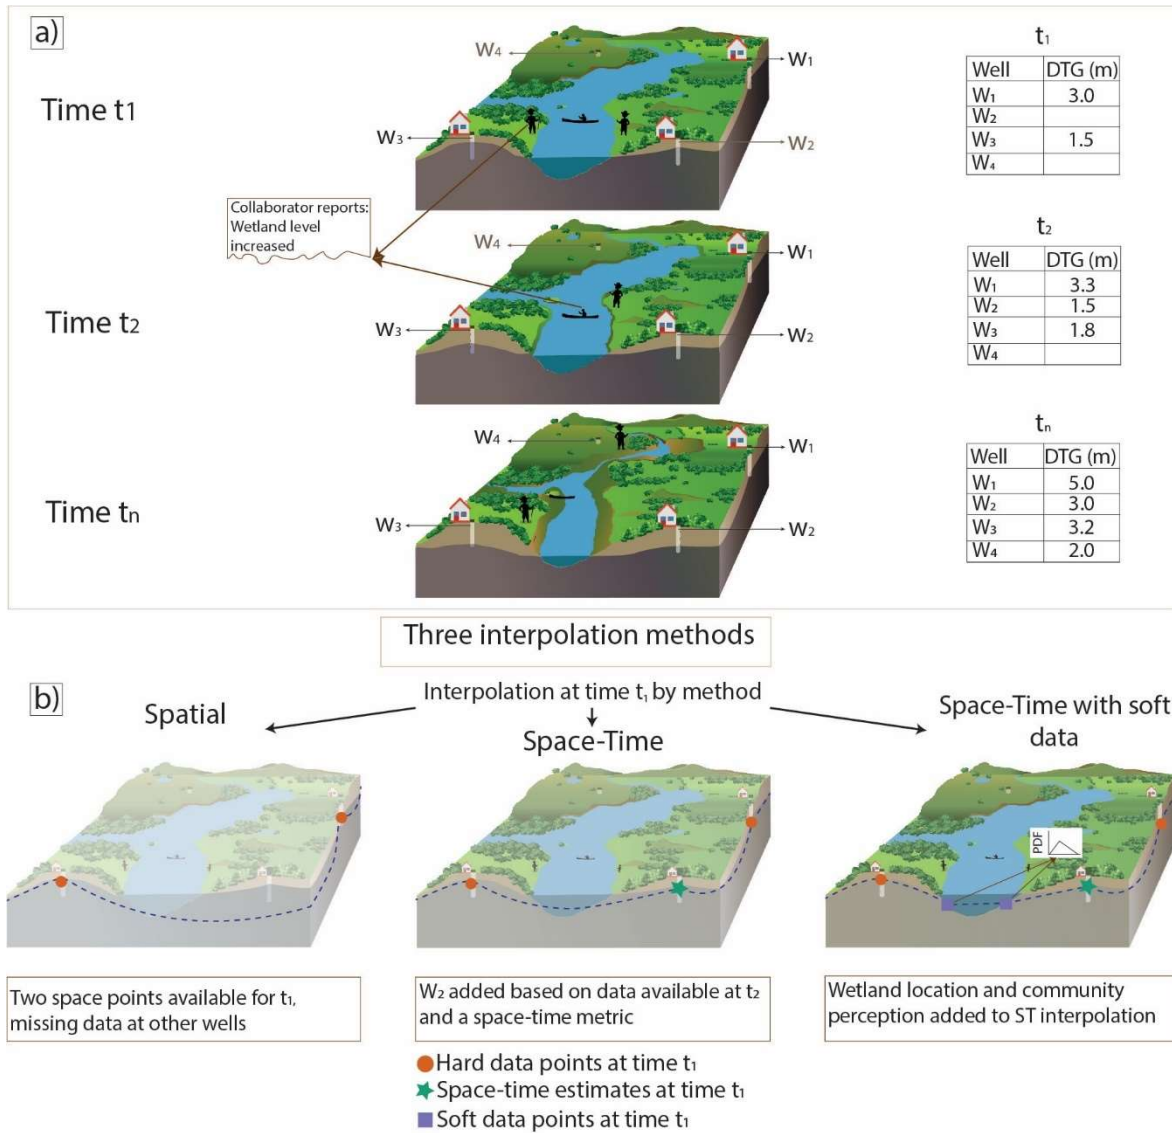 a)
Time t1
W4
W1
W3
W2
t1
Well DTG (m)
W1 3.0
W2
W3 1.5
W4
Collaborator reports:
Wetland level
increased
Time t2
W4
W1
W3
W2
t2
Well DTG (m)
W1 3.3
W2 1.5
W3 1.8
W4
Time tn
W4
W1
W3
W2
tn
Well DTG (m)
W1 5.0
W2 3.0
W3 3.2
W4 2.0
Three interpolation methods
b)
Interpolation at time t1 by method
Spatial
Space-Time
Space-Time with soft
data
PDF
Two space points available for t1,
missing data at other wells
W2 added based on data available at t2
and a space-time metric
Wetland location and community
perception added to ST interpolation
Hard data points at time t1
Space-time estimates at time t1
Soft data points at time t1